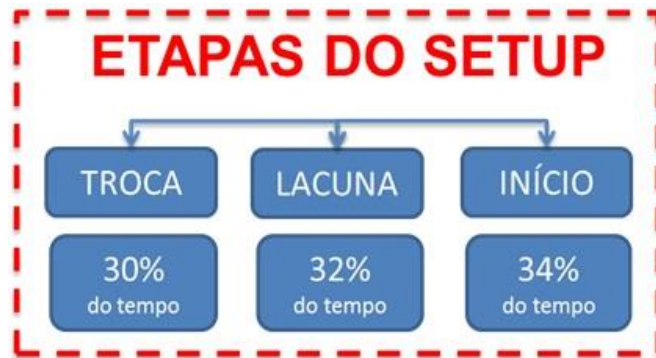 ETAPAS DO SETUP
TROCA
LACUNA
INÍCIO
30%
do tempo
32%
do tempo
34%
do tempo